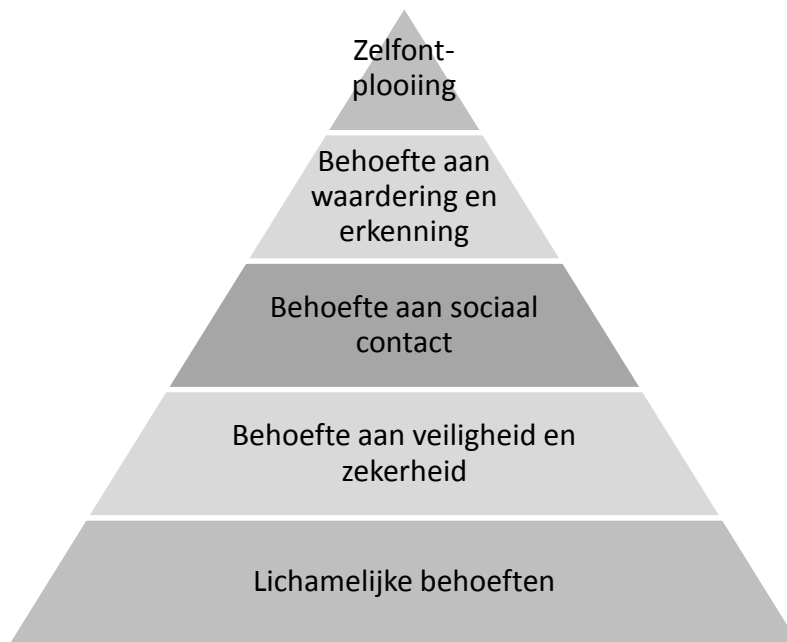 Zelfont-
plooiing
Behoefte aan
waardering en
erkenning
Behoefte aan sociaal
contact
Behoefte aan veiligheid en
zekerheid
Lichamelijke behoeften